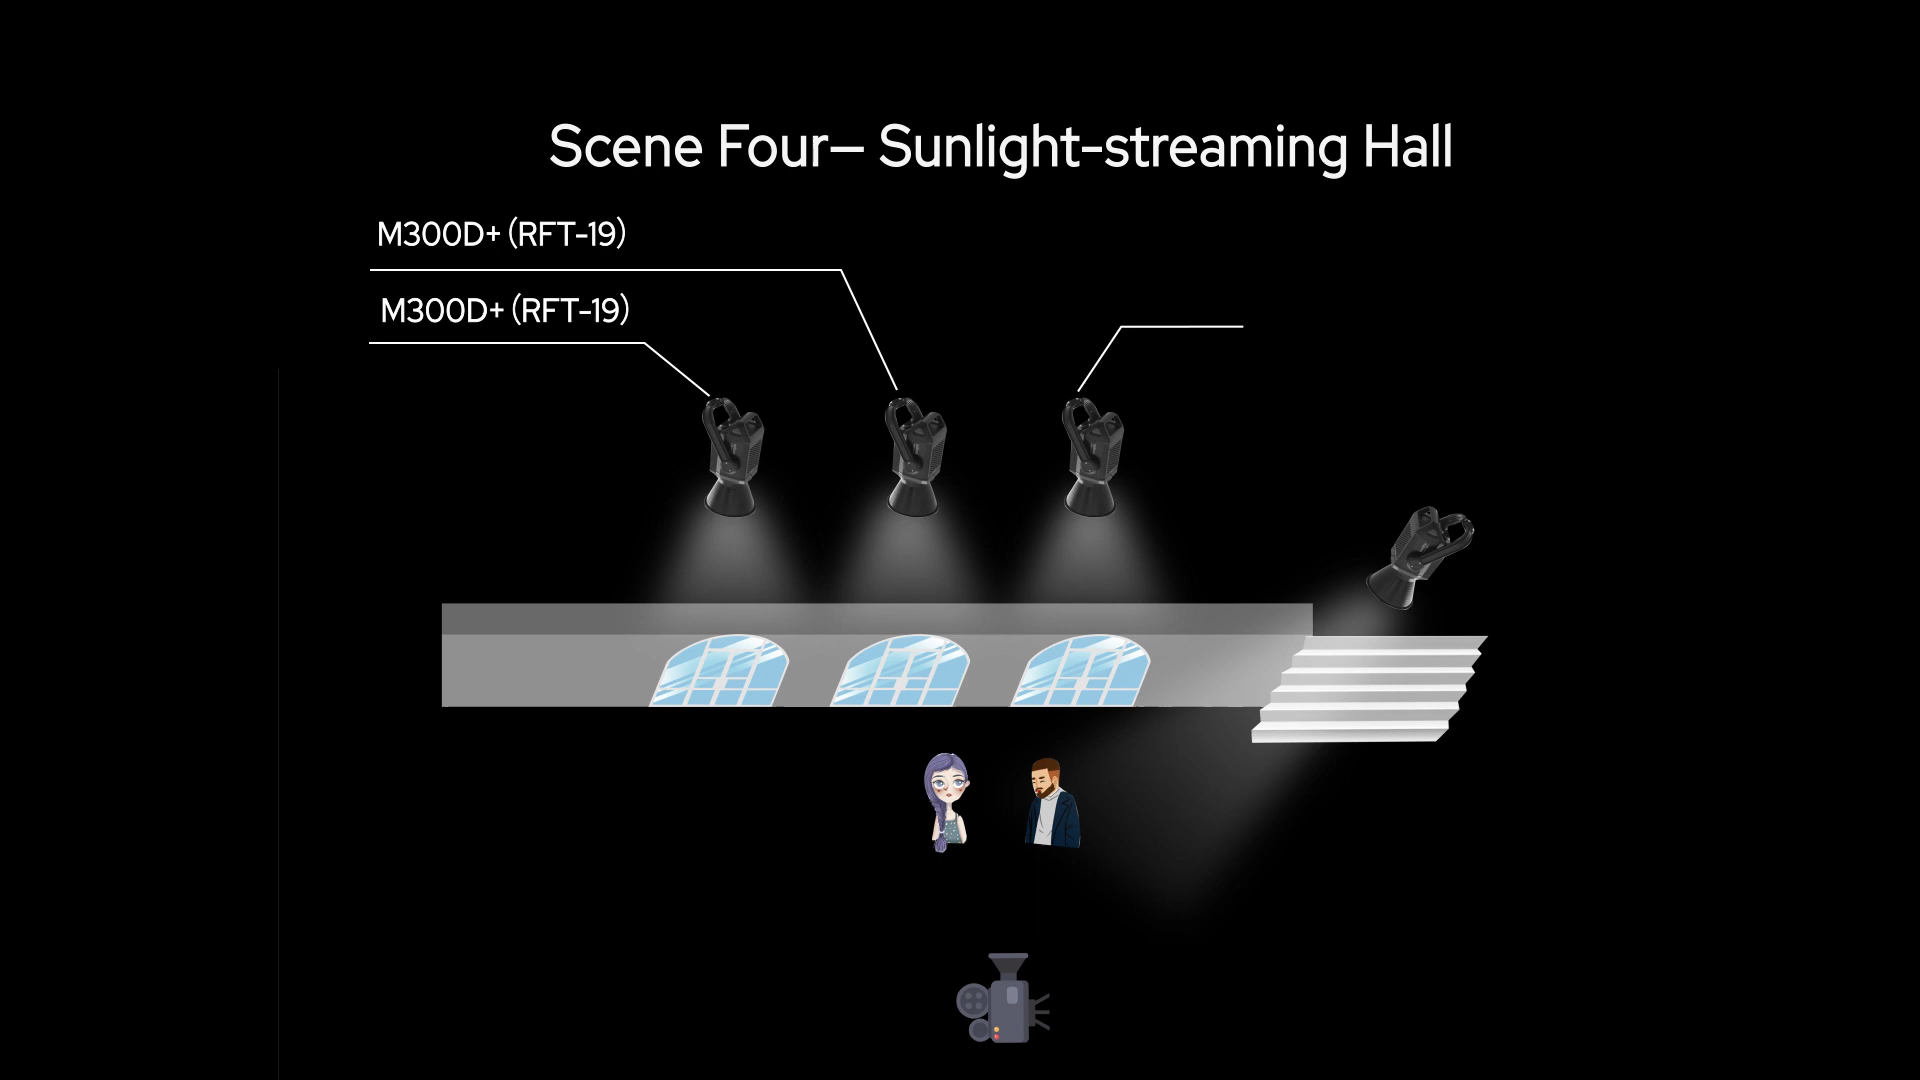 Scene Four— Sunlight-streaming Hall
M300D+ (RFT-19)
M300D+ (RFT-19)